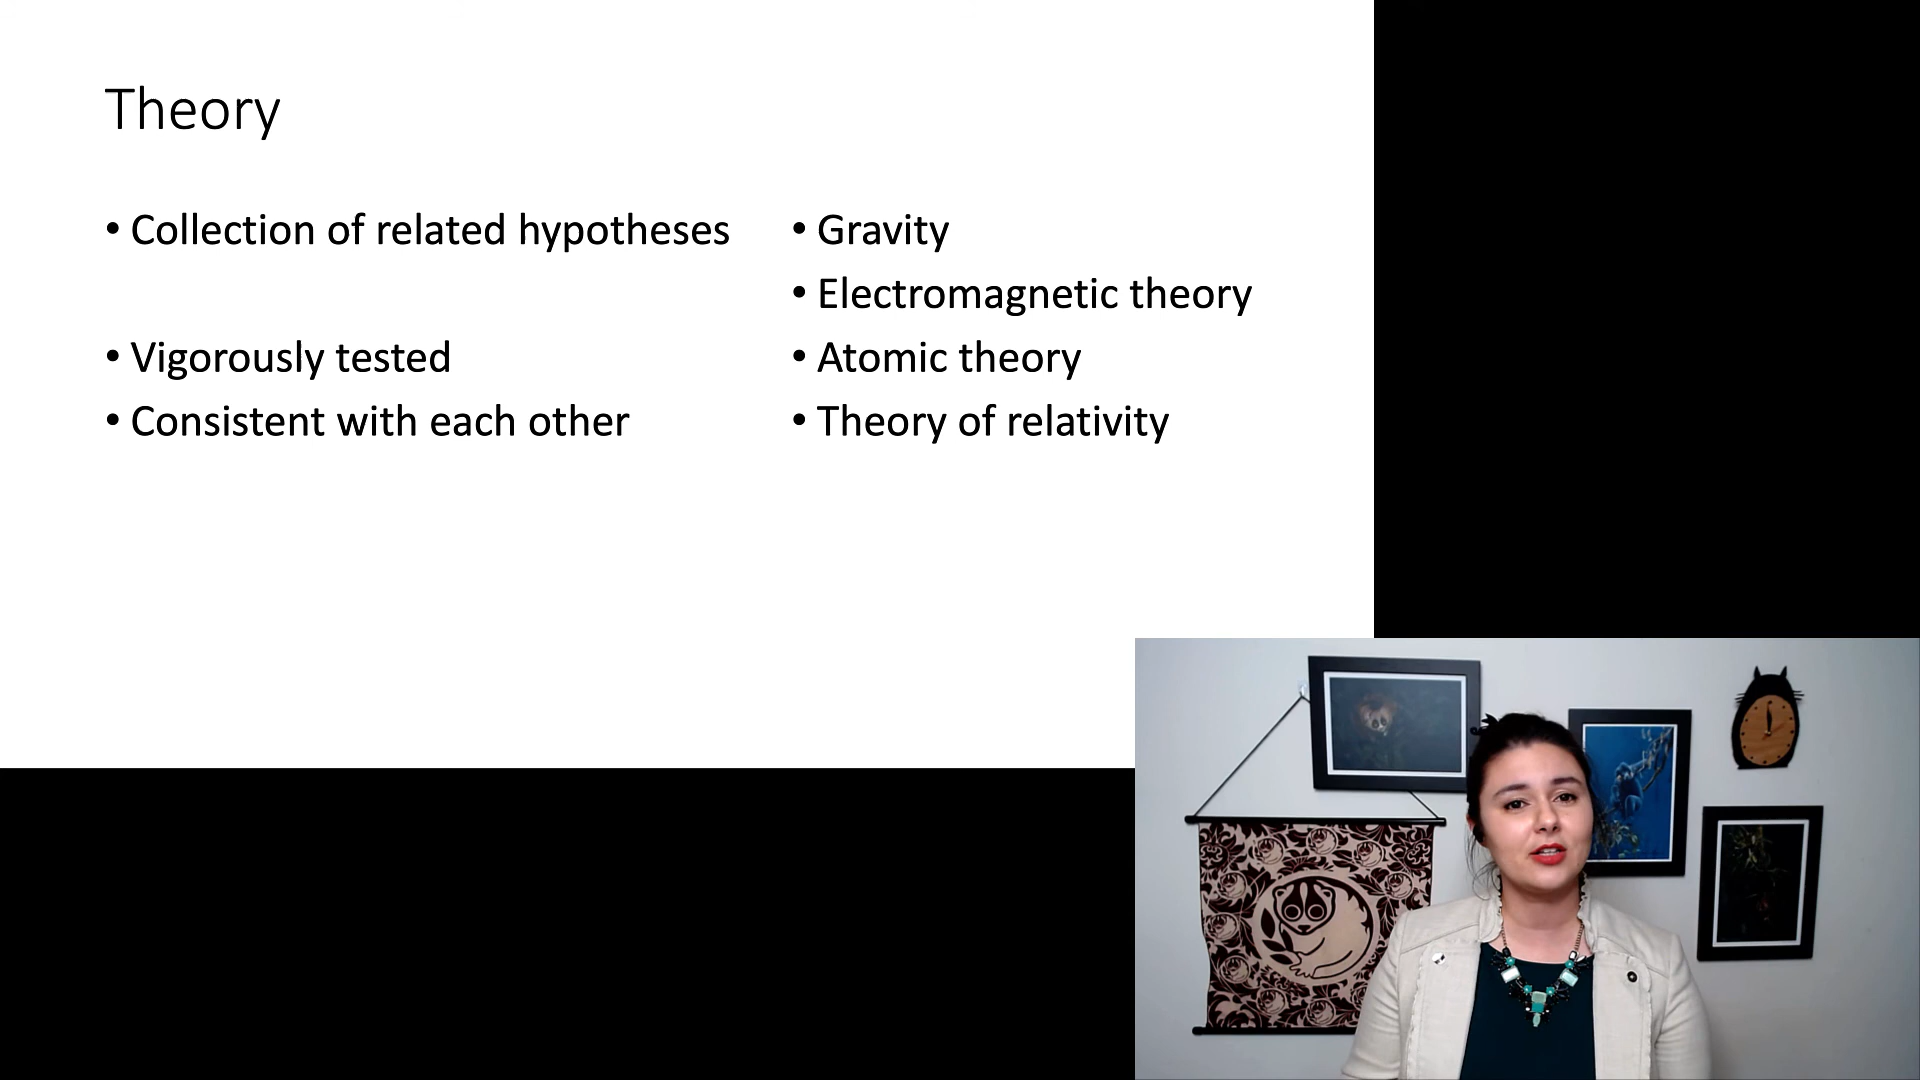 Theory
• Collection of related hypotheses
• Vigorously tested
• Consistent with each other
• Gravity
• Electromagnetic theory
• Atomic theory
• Theory of relativity